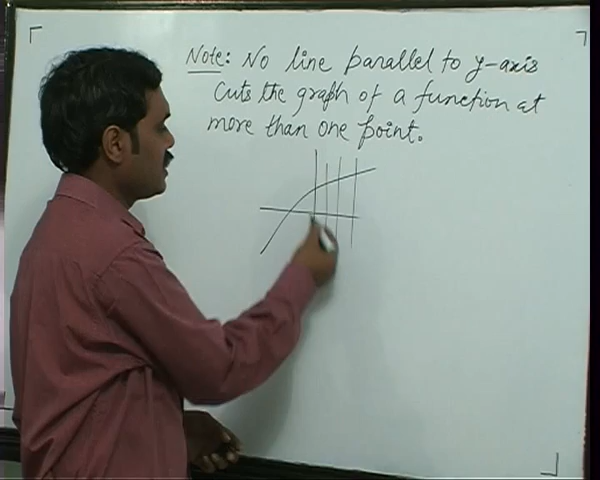 Note: No line parallel to y-axis
Cuts the graph of a function at
more than one point.